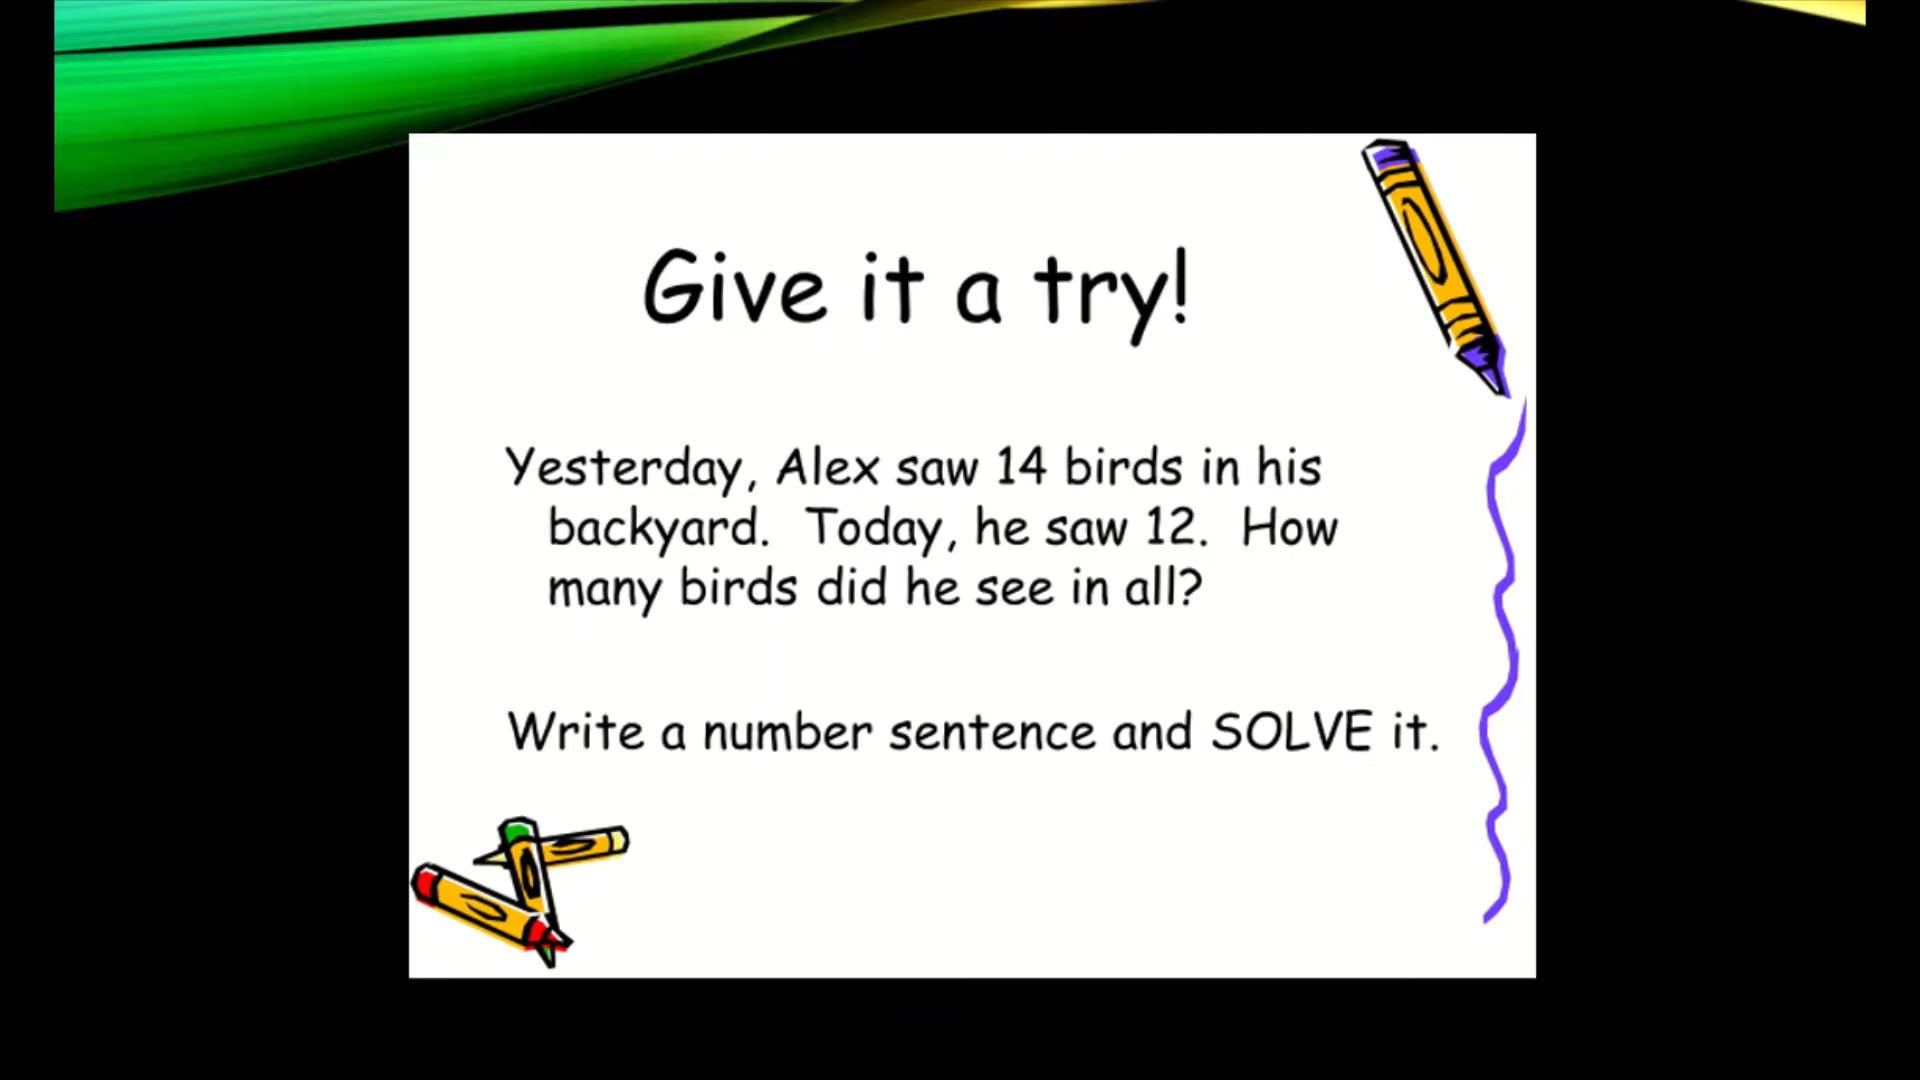 Give it a try!
Yesterday, Alex saw 14 birds in his
backyard. Today, he saw 12. How
many birds did he see in all?
Write a number sentence and SOLVE it.